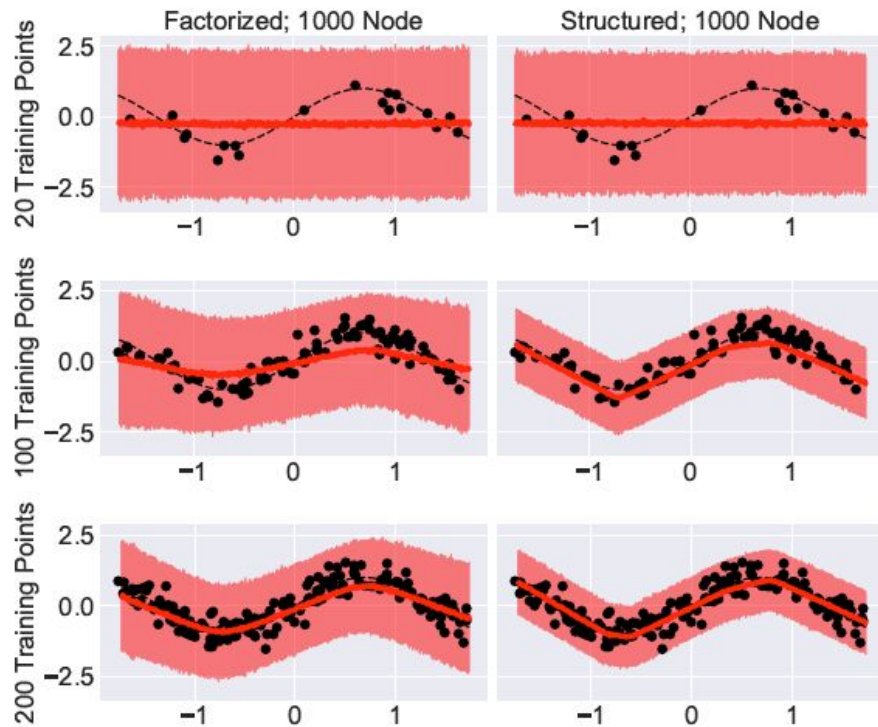 Factorized; 1000 Node
Structured; 1000 Node
20 Training Points
2.5
0.0
−2.5
−1 0 1
−1 0 1
100 Training Points
2.5
0.0
−2.5
−1 0 1
−1 0 1
200 Training Points
2.5
0.0
−2.5
−1 0 1
−1 0 1